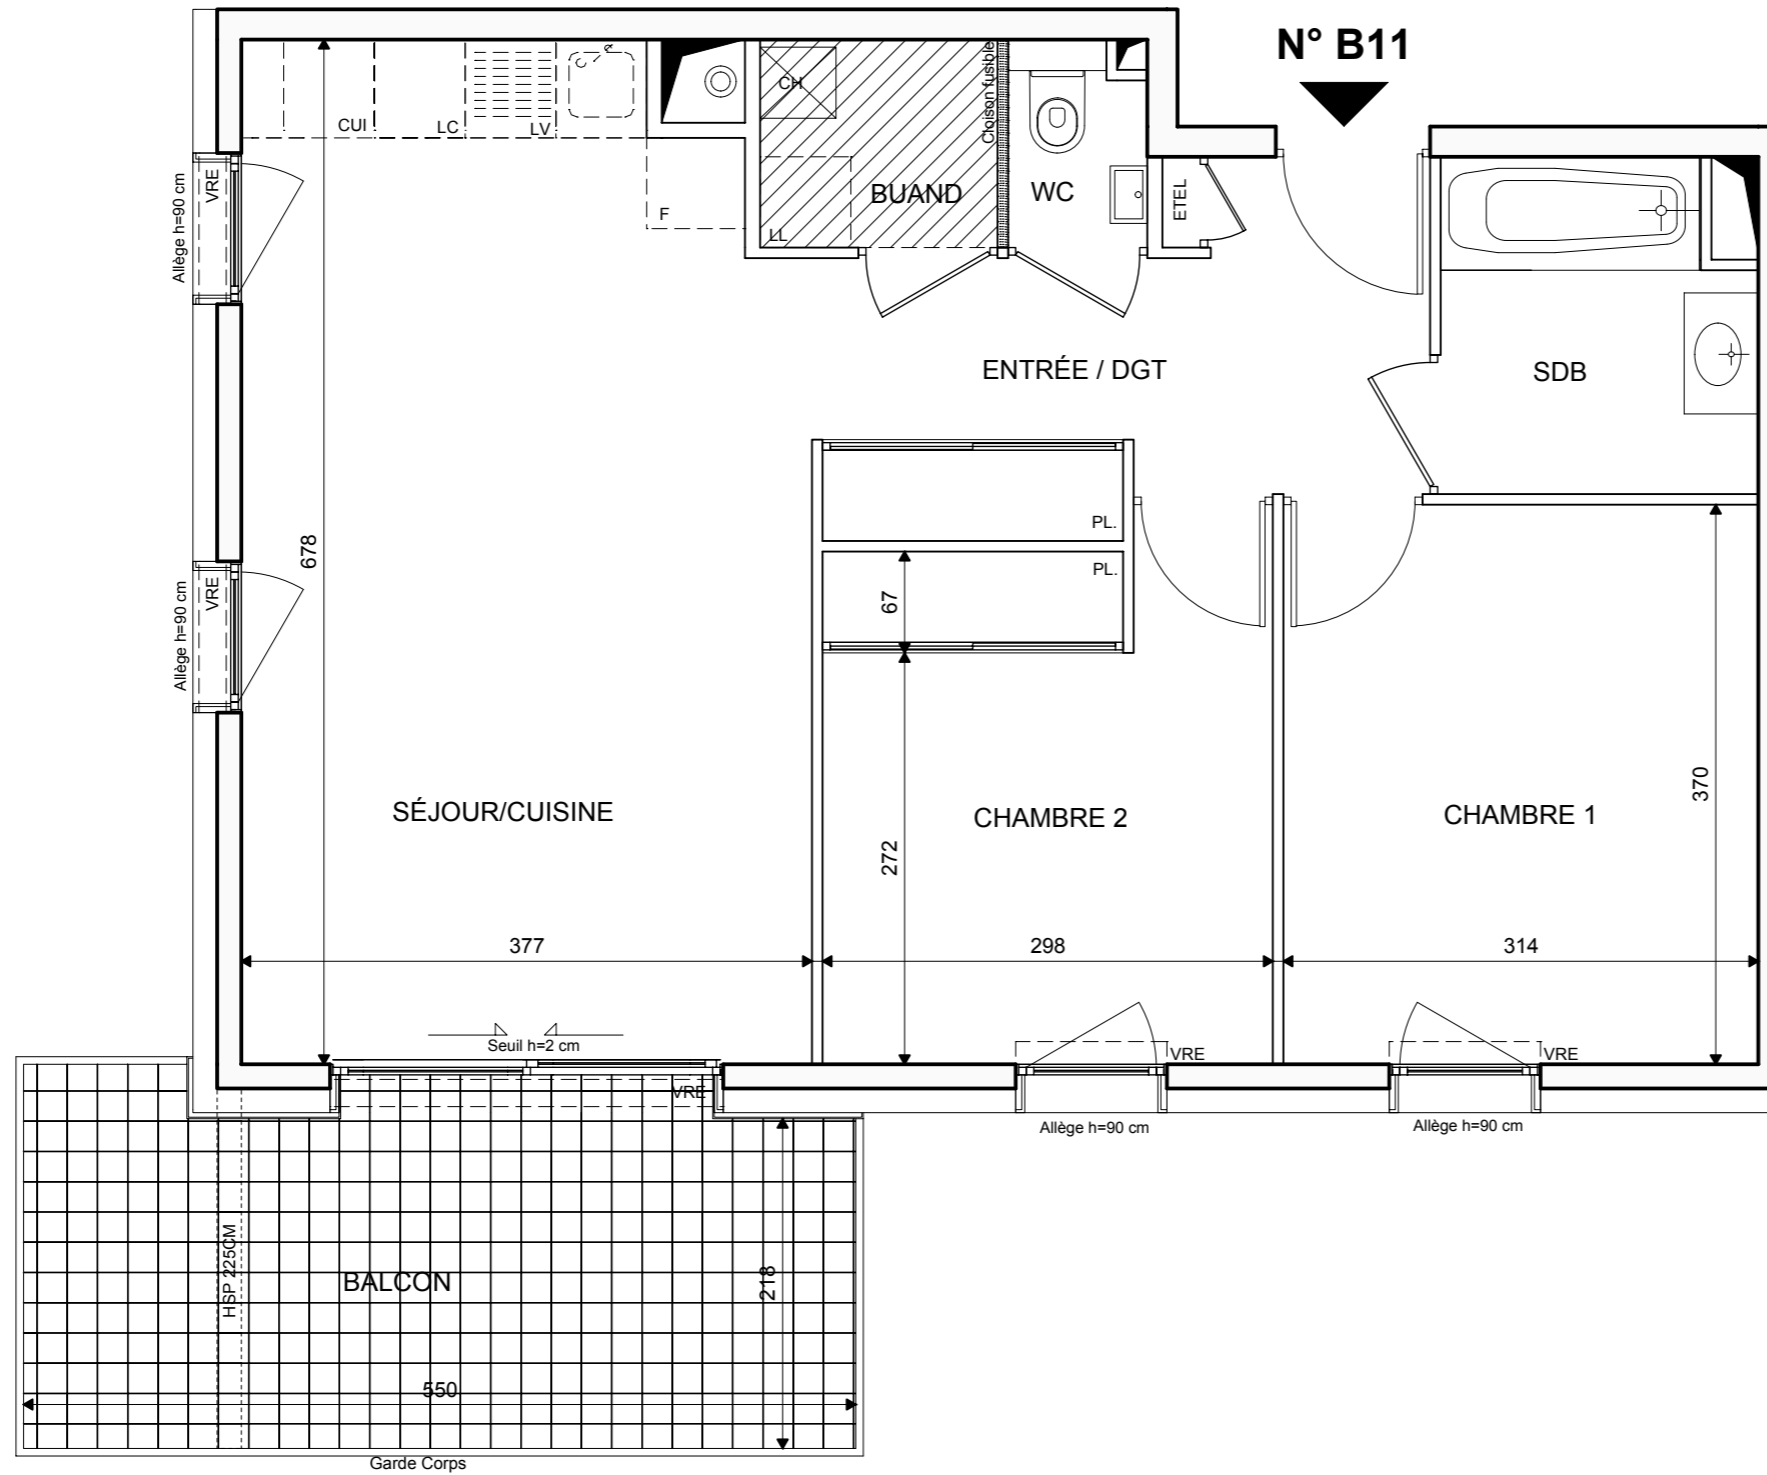 N° B11
CH
Cloison fusible
CUI
LC
LV
Allège h=90 cm
VRE
F
LL
BUAND
WC
ETEL
ENTRÉE / DGT
SDB
PL.
PL.
678
67
Allège h=90 cm
VRE
370
SÉJOUR/CUISINE
CHAMBRE 2
CHAMBRE 1
272
377
298
314
Seuil h=2 cm
VRE
VRE
VRE
Allège h=90 cm
Allège h=90 cm
HSP 225CM
BALCON
218
550
Garde Corps